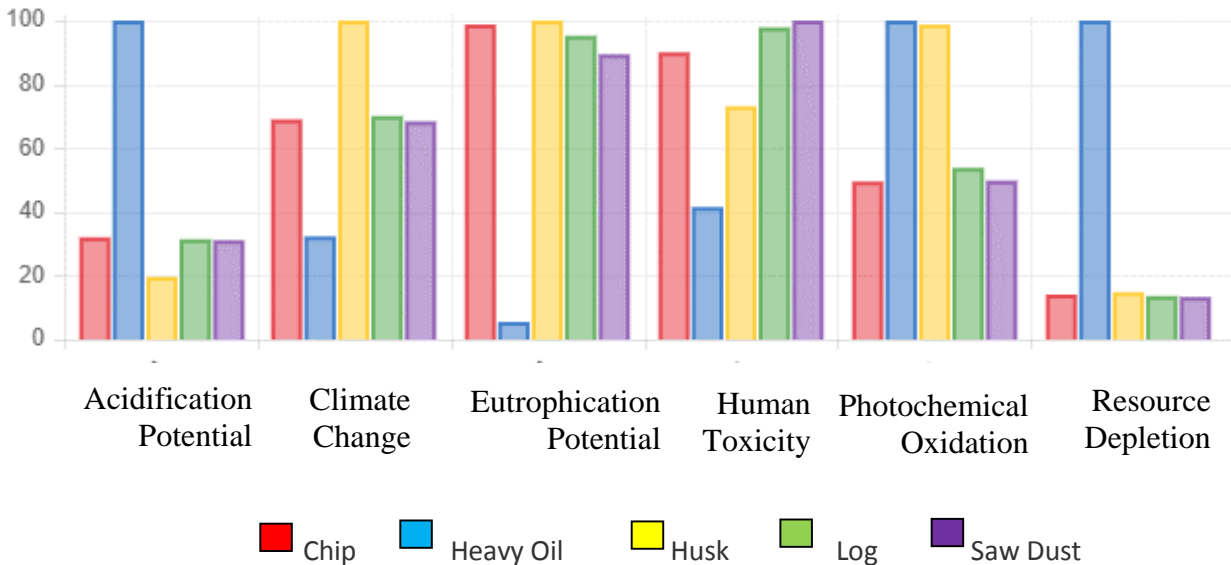 100
80
60
40
20
0
Acidification
Potential
Climate
Change
Eutrophication
Potential
Human
Toxicity
Photochemical
Oxidation
Resource
Depletion
Chip Heavy Oil Husk Log Saw Dust